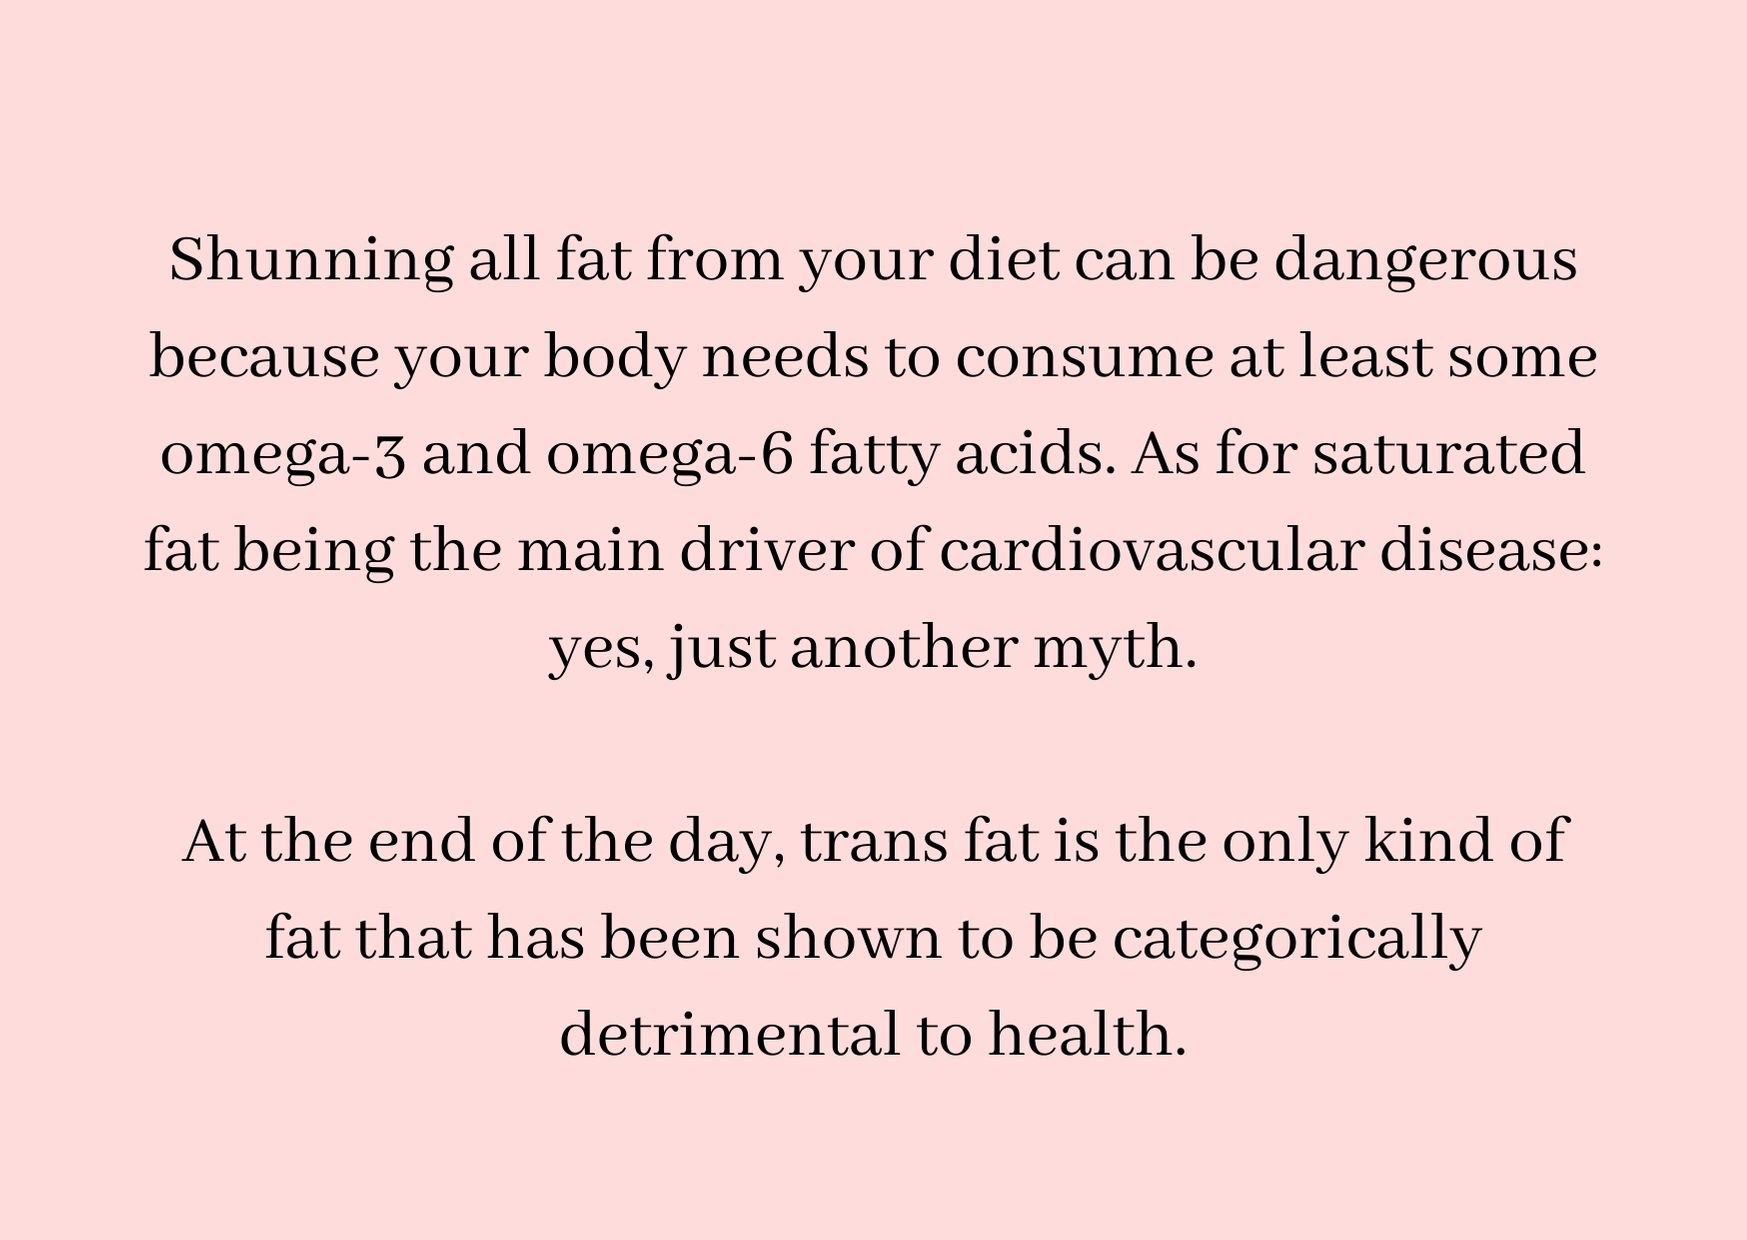 Shunning all fat from your diet can be dangerous
because your body needs to consume at least some
omega-3 and omega-6 fatty acids. As for saturated
fat being the main driver of cardiovascular disease:
yes, just another myth.
At the end of the day, trans fat is the only kind of
fat that has been shown to be categorically
detrimental to health.